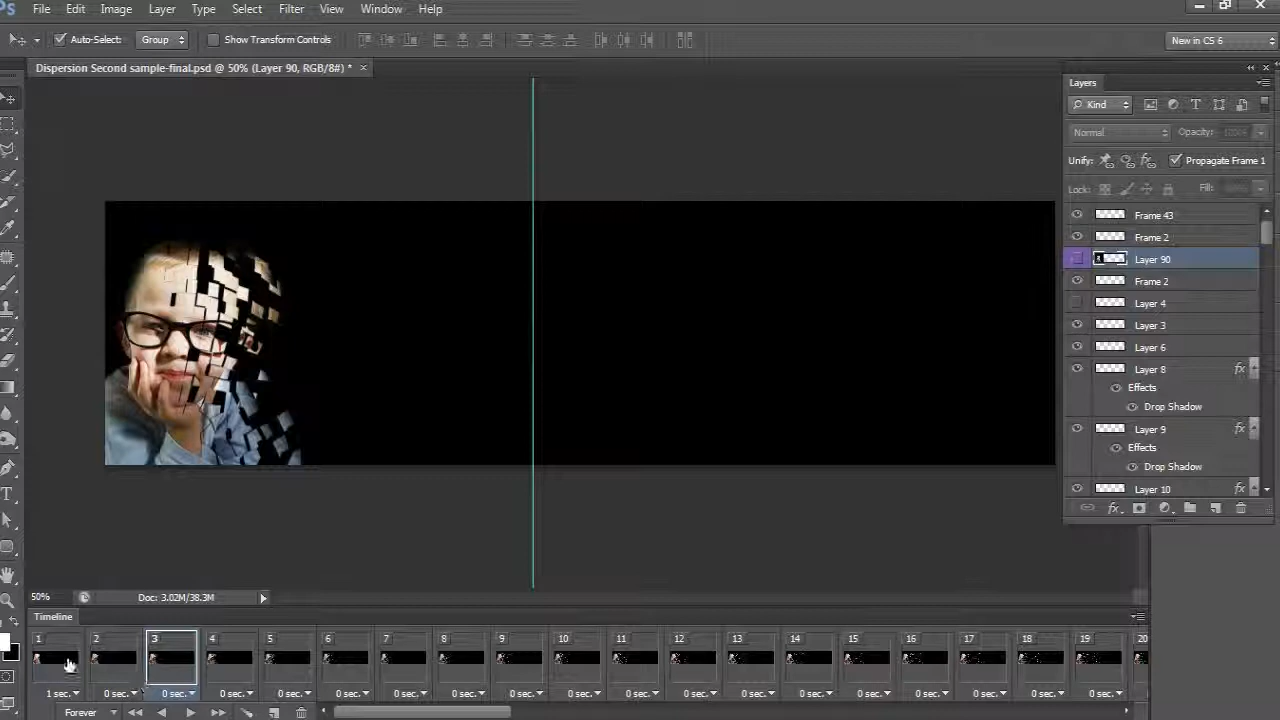 Ps File Edit Image Layer Type Select Filter View Window Help
Auto-Select: Group Show Transform Controls New in CS 6
Dispersion Second sample-final.psd @ 50% (Layer 90, RGB/8#) * ×
Layers
Kind
Normal Opacity: 100%
Unify: Propagate Frame 1
Lock: Fill:
Frame 43
Frame 2
Layer 90
Frame 2
Layer 4
Layer 3
Layer 6
Layer 8 fx
Effects
Drop Shadow
Layer 9 fx
Effects
Drop Shadow
Layer 10 fx
fx
50% Doc: 3.02M/38.3M
Timeline
1 2 3 4 5 6 7 8 9 10 11 12 13 14 15 16 17 18 19 20
1 sec. 0 sec. 0 sec. 0 sec. 0 sec. 0 sec. 0 sec. 0 sec. 0 sec. 0 sec. 0 sec. 0 sec. 0 sec. 0 sec. 0 sec. 0 sec. 0 sec. 0 sec. 0 sec.
Forever